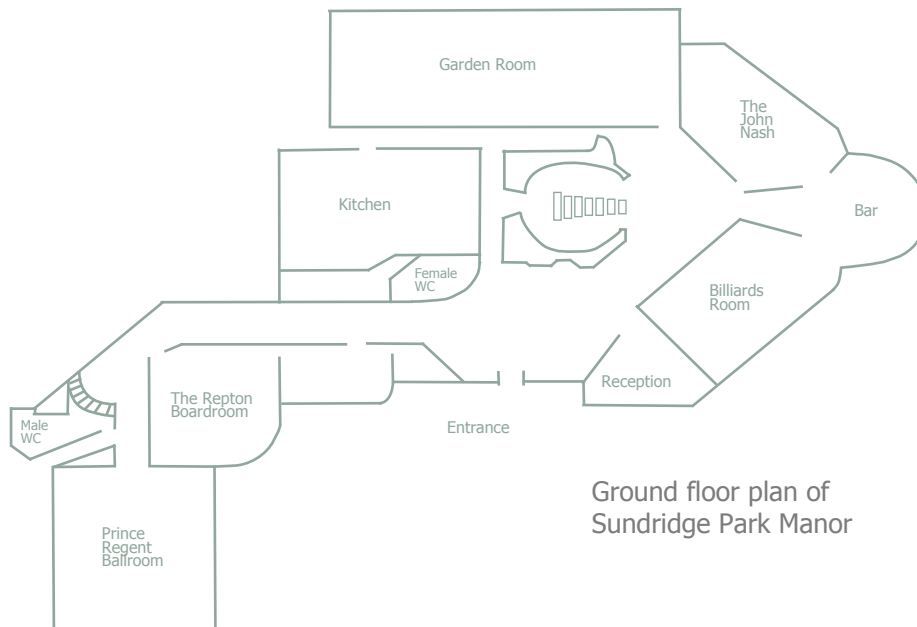 Garden Room
The
John
Nash
Kitchen
Bar
Female
WC
Billiards
Room
The Repton
Boardroom
Reception
Male
WC
Entrance
Ground floor plan of
Sundridge Park Manor
Prince
Regent
Ballroom